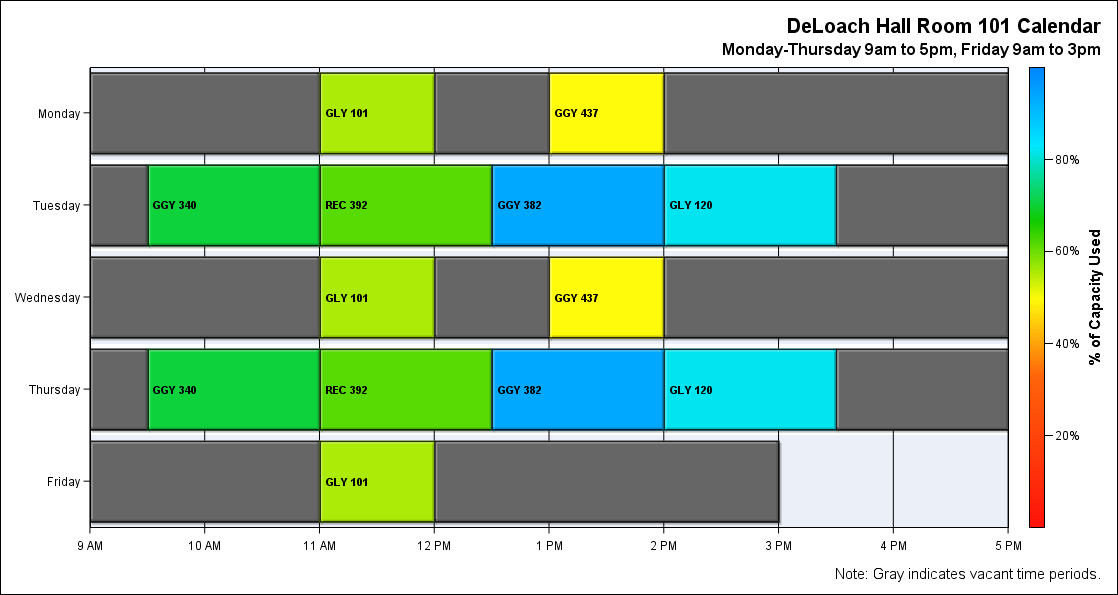 DeLoach Hall Room 101 Calendar
Monday-Thursday 9am to 5pm, Friday 9am to 3pm
Monday
GLY 101
GGY 437
Tuesday
GGY 340
REC 392
GGY 382
GLY 120
Wednesday
GLY 101
GGY 437
Thursday
GGY 340
REC 392
GGY 382
GLY 120
Friday
GLY 101
9 AM
10 AM
11 AM
12 PM
1 PM
2 PM
3 PM
4 PM
5 PM
80%
60%
40%
20%
% of Capacity Used
Note: Gray indicates vacant time periods.